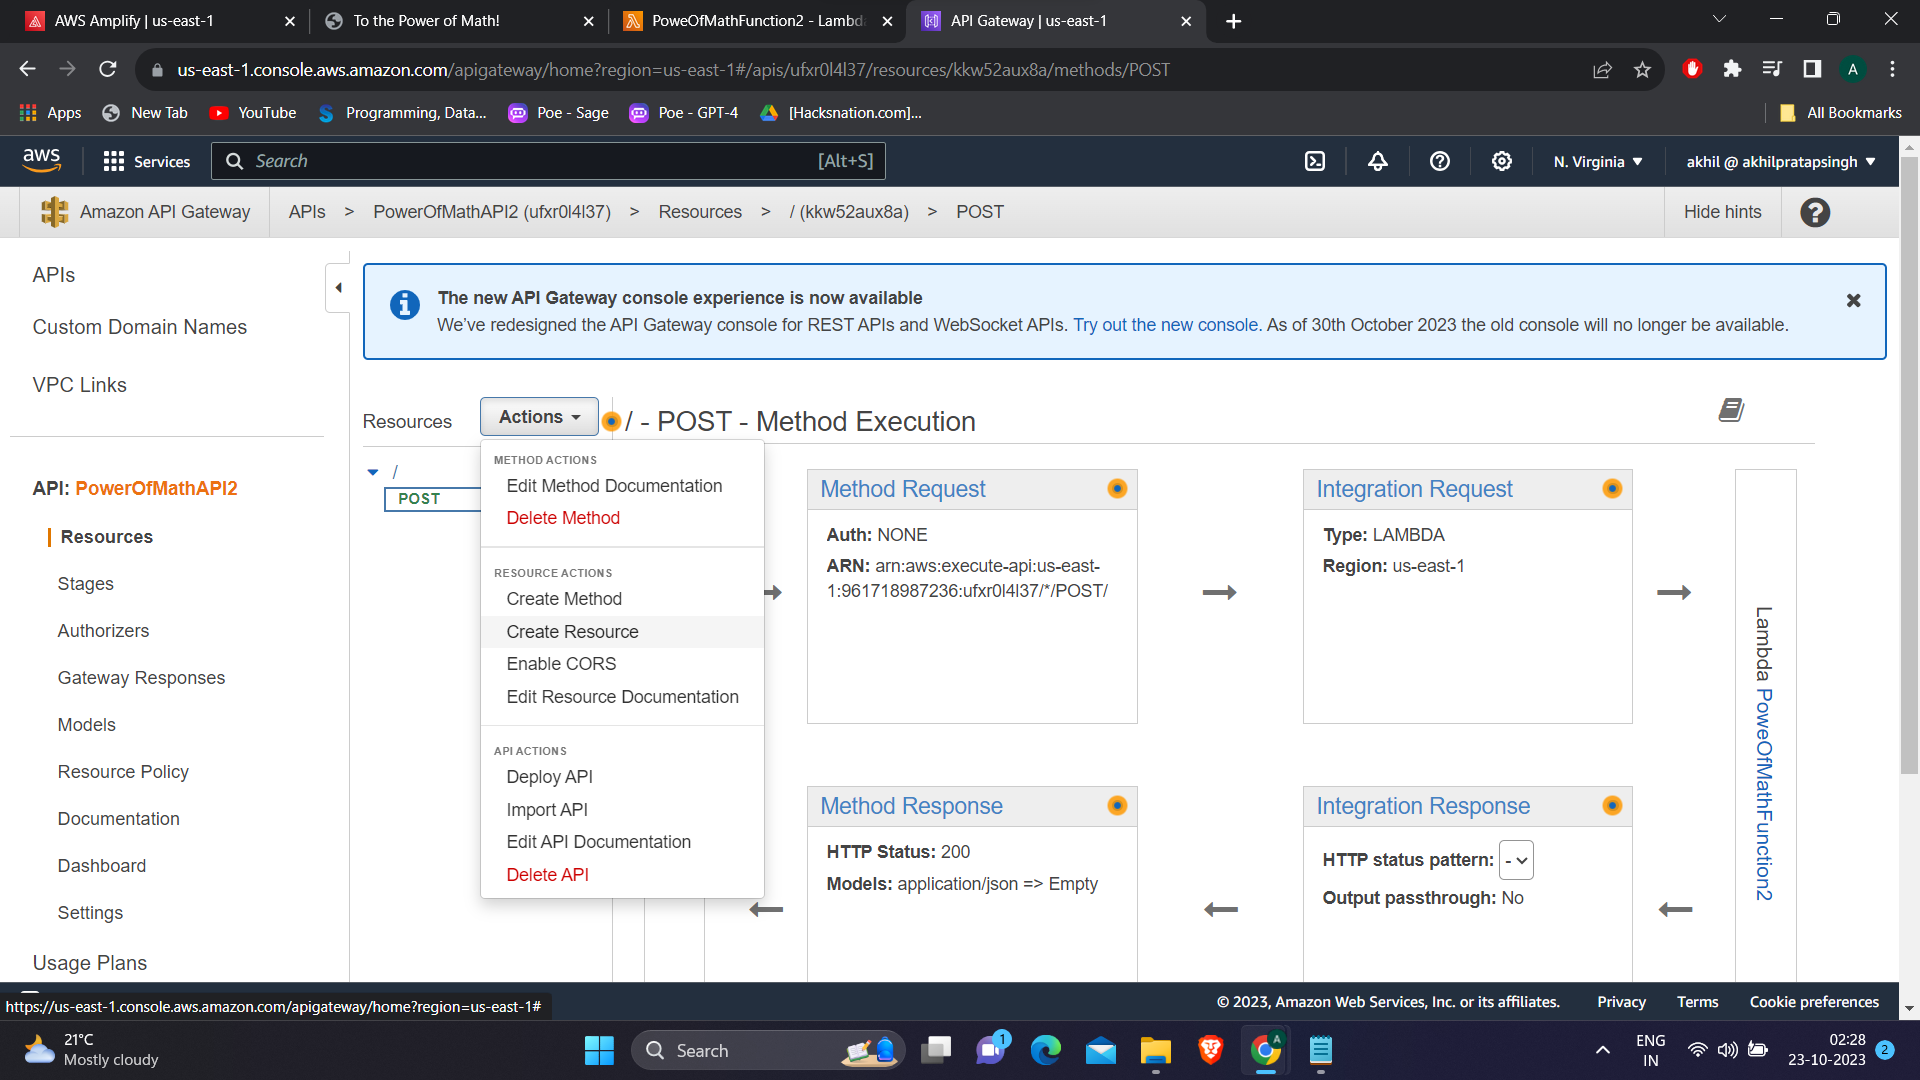 AWS Amplify | us-east-1
To the Power of Math!
PoweOfMathFunction2 - Lambd
API Gateway | us-east-1
us-east-1.console.aws.amazon.com/apigateway/home?region=us-east-1#/apis/ufxr0l4l37/resources/kkw52aux8a/methods/POST
A
Apps
New Tab
YouTube
Programming, Data...
Poe - Sage
Poe - GPT-4
[Hacksnation.com]...
All Bookmarks
aws
Services
Search
[Alt+S]
N. Virginia
akhil @ akhilpratapsingh
Amazon API Gateway
APIs > PowerOfMathAPI2 (ufxr0l4l37) > Resources > / (kkw52aux8a) > POST
Hide hints
APIs
Custom Domain Names
VPC Links
API: PowerOfMathAPI2
Resources
Stages
Authorizers
Gateway Responses
Models
Resource Policy
Documentation
Dashboard
Settings
Usage Plans
The new API Gateway console experience is now available
We've redesigned the API Gateway console for REST APIs and WebSocket APIs. Try out the new console. As of 30th October 2023 the old console will no longer be available.
Resources
Actions
/ - POST - Method Execution
/
POST
METHOD ACTIONS
Edit Method Documentation
Delete Method
RESOURCE ACTIONS
Create Method
Create Resource
Enable CORS
Edit Resource Documentation
API ACTIONS
Deploy API
Import API
Edit API Documentation
Delete API
Method Request
Auth: NONE
ARN: arn:aws:execute-api:us-east-
1:961718987236:ufxr0l4l37/*/POST/
Integration Request
Type: LAMBDA
Region: us-east-1
Lambda PoweOfMathFunction2
Method Response
HTTP Status: 200
Models: application/json => Empty
Integration Response
HTTP status pattern: -
Output passthrough: No
https://us-east-1.console.aws.amazon.com/apigateway/home?region=us-east-1#
© 2023, Amazon Web Services, Inc. or its affiliates.
Privacy
Terms
Cookie preferences
21°C
Mostly cloudy
Search
1
A
ENG
IN
02:28
23-10-2023
2